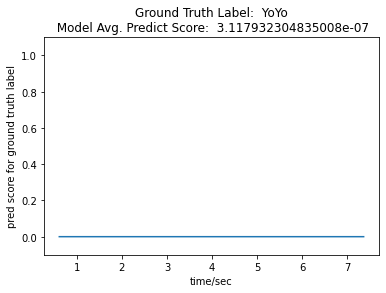 Ground Truth Label:  YoYo
Model Avg. Predict Score:  3.117932304835008e-07
1.0
0.8
0.6
0.4
0.2
0.0
pred score for ground truth label
1 2 3 4 5 6 7
time/sec